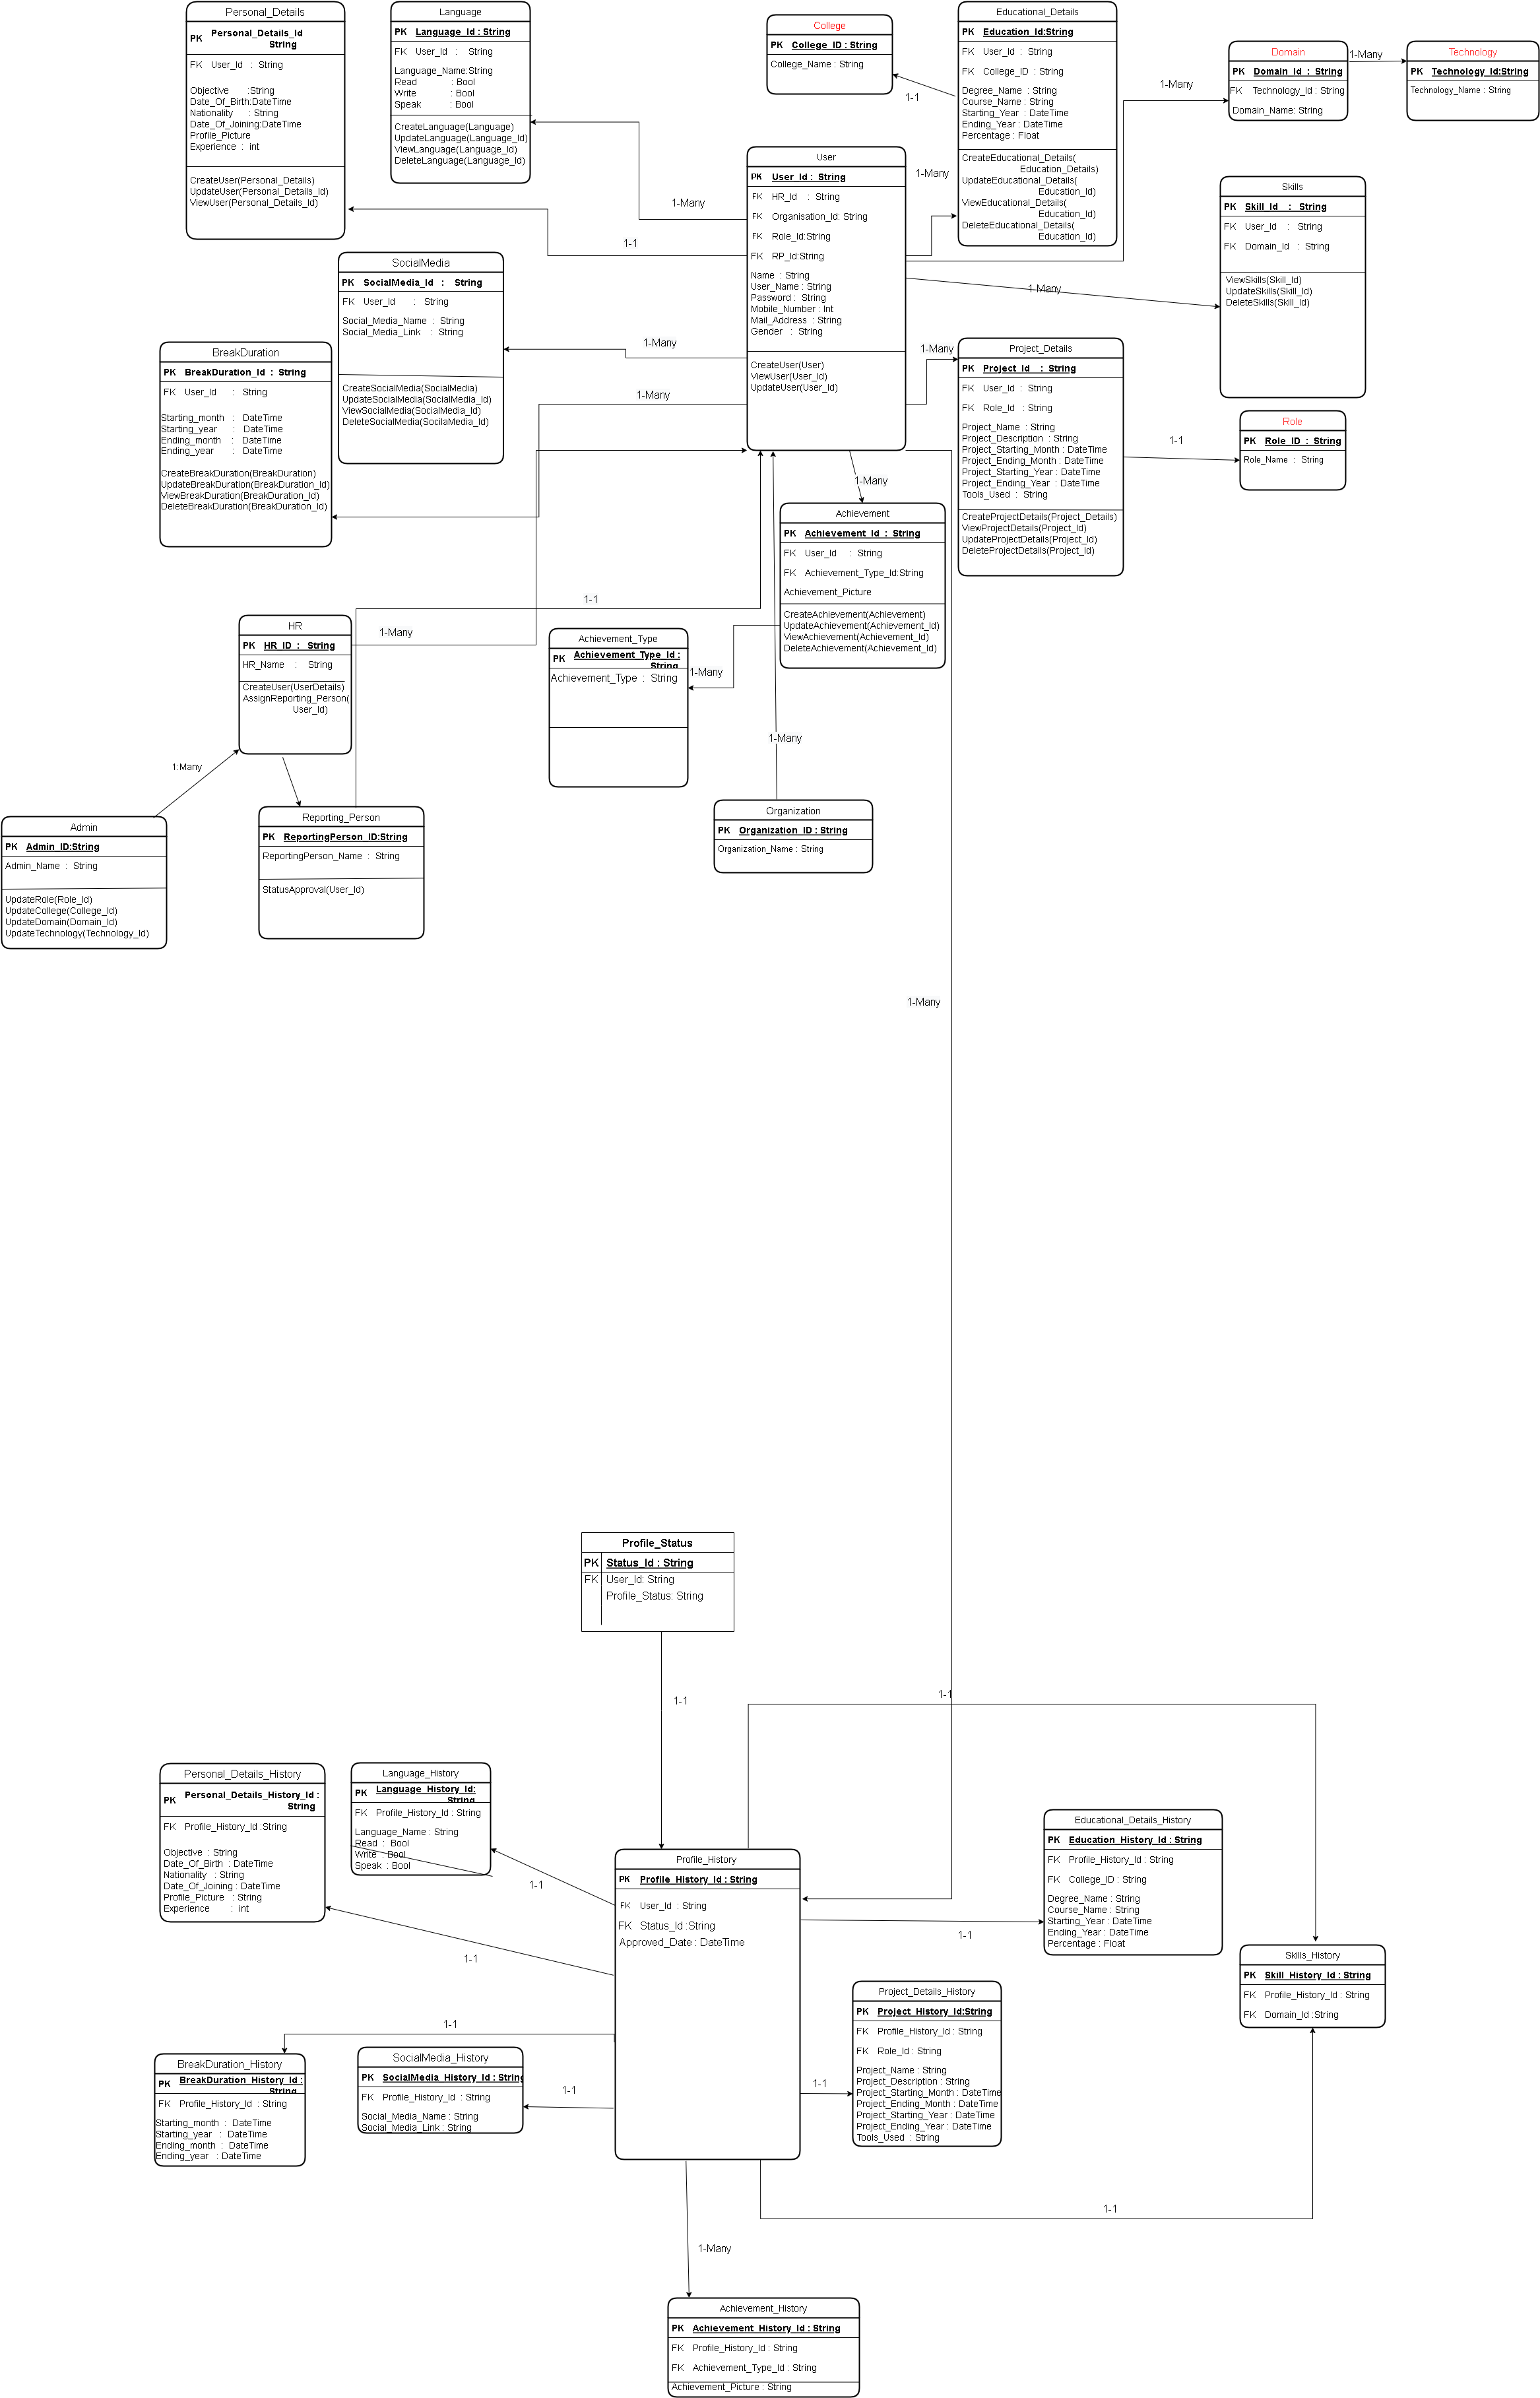 Personal_Details
PK Personal_Details_Id
String
FK User_Id : String
Objective :String
Date_Of_Birth:DateTime
Nationality : String
Date_Of_Joining:DateTime
Profile_Picture
Experience : int
CreateUser(Personal_Details)
UpdateUser(Personal_Details_Id)
ViewUser(Personal_Details_Id)
Language
PK Language_Id : String
FK User_Id : String
Language_Name:String
Read : Bool
Write : Bool
Speak : Bool
CreateLanguage(Language)
UpdateLanguage(Language_Id)
ViewLanguage(Language_Id)
DeleteLanguage(Language_Id)
College
PK College_ID : String
College_Name : String
1-1
Educational_Details
PK Education_Id:String
FK User_Id : String
FK College_ID : String
Degree_Name : String
Course_Name : String
Starting_Year : DateTime
Ending_Year : DateTime
Percentage : Float
CreateEducational_Details(
Education_Details)
UpdateEducational_Details(
Education_Id)
ViewEducational_Details(
Education_Id)
DeleteEducational_Details(
Education_Id)
Domain
PK Domain_Id : String
FK Technology_Id : String
Domain_Name: String
1-Many
Technology
PK Technology_Id:String
Technology_Name : String
1-Many
User
PK User_Id : String
FK HR_Id : String
FK Organisation_Id: String
FK Role_Id:String
FK RP_Id:String
Name : String
User_Name : String
Password : String
Mobile_Number : Int
Mail_Address : String
Gender : String
CreateUser(User)
ViewUser(User_Id)
UpdateUser(User_Id)
1-Many
1-Many
1-1
Skills
PK Skill_Id : String
FK User_Id : String
FK Domain_Id : String
ViewSkills(Skill_Id)
UpdateSkills(Skill_Id)
DeleteSkills(Skill_Id)
1-Many
SocialMedia
PK SocialMedia_Id : String
FK User_Id : String
Social_Media_Name : String
Social_Media_Link : String
CreateSocialMedia(SocialMedia)
UpdateSocialMedia(SocialMedia_Id)
ViewSocialMedia(SocialMedia_Id)
DeleteSocialMedia(SocilaMedia_Id)
1-Many
BreakDuration
PK BreakDuration_Id : String
FK User_Id : String
Starting_month : DateTime
Starting_year : DateTime
Ending_month : DateTime
Ending_year : DateTime
CreateBreakDuration(BreakDuration)
UpdateBreakDuration(BreakDuration_Id)
ViewBreakDuration(BreakDuration_Id)
DeleteBreakDuration(BreakDuration_Id)
1-Many
1-Many
Project_Details
PK Project_Id : String
FK User_Id : String
FK Role_Id : String
Project_Name : String
Project_Description : String
Project_Starting_Month : DateTime
Project_Ending_Month : DateTime
Project_Starting_Year : DateTime
Project_Ending_Year : DateTime
Tools_Used : String
CreateProjectDetails(Project_Details)
ViewProjectDetails(Project_Id)
UpdateProjectDetails(Project_Id)
DeleteProjectDetails(Project_Id)
1-1
Role
PK Role_ID : String
Role_Name : String
1-Many
Achievement
PK Achievement_Id : String
FK User_Id : String
FK Achievement_Type_Id:String
Achievement_Picture
CreateAchievement(Achievement)
UpdateAchievement(Achievement_Id)
ViewAchievement(Achievement_Id)
DeleteAchievement(Achievement_Id)
1-1
1-Many
HR
PK HR_ID : String
HR_Name : String
CreateUser(UserDetails)
AssignReporting_Person(
User_Id)
Achievement_Type
PK Achievement_Type_Id :
String
Achievement_Type : String
1-Many
1-Many
1:Many
Admin
PK Admin_ID:String
Admin_Name : String
UpdateRole(Role_Id)
UpdateCollege(College_Id)
UpdateDomain(Domain_Id)
UpdateTechnology(Technology_Id)
Reporting_Person
PK ReportingPerson_ID:String
ReportingPerson_Name : String
StatusApproval(User_Id)
Organization
PK Organization_ID : String
Organization_Name : String
1-Many
Profile_Status
PK Status_Id : String
FK User_Id: String
Profile_Status: String
1-1
1-1
Personal_Details_History
PK Personal_Details_History_Id :
String
FK Profile_History_Id :String
Objective : String
Date_Of_Birth : DateTime
Nationality : String
Date_Of_Joining : DateTime
Profile_Picture : String
Experience : int
Language_History
PK Language_History_Id:
String
FK Profile_History_Id : String
Language_Name : String
Read : Bool
Write : Bool
Speak : Bool
1-1
1-1
Profile_History
PK Profile_History_Id : String
FK User_Id : String
FK Status_Id :String
Approved_Date : DateTime
Educational_Details_History
PK Education_History_Id : String
FK Profile_History_Id : String
FK College_ID : String
Degree_Name : String
Course_Name : String
Starting_Year : DateTime
Ending_Year : DateTime
Percentage : Float
1-1
Skills_History
PK Skill_History_Id : String
FK Profile_History_Id : String
FK Domain_Id :String
Project_Details_History
PK Project_History_Id:String
FK Profile_History_Id : String
FK Role_Id : String
Project_Name : String
Project_Description : String
Project_Starting_Month : DateTime
Project_Ending_Month : DateTime
Project_Starting_Year : DateTime
Project_Ending_Year : DateTime
Tools_Used : String
1-1
1-1
BreakDuration_History
PK BreakDuration_History_Id :
String
FK Profile_History_Id : String
Starting_month : DateTime
Starting_year : DateTime
Ending_month : DateTime
Ending_year : DateTime
SocialMedia_History
PK SocialMedia_History_Id : String
FK Profile_History_Id : String
Social_Media_Name : String
Social_Media_Link : String
1-1
1-1
1-Many
Achievement_History
PK Achievement_History_Id : String
FK Profile_History_Id : String
FK Achievement_Type_Id : String
Achievement_Picture : String